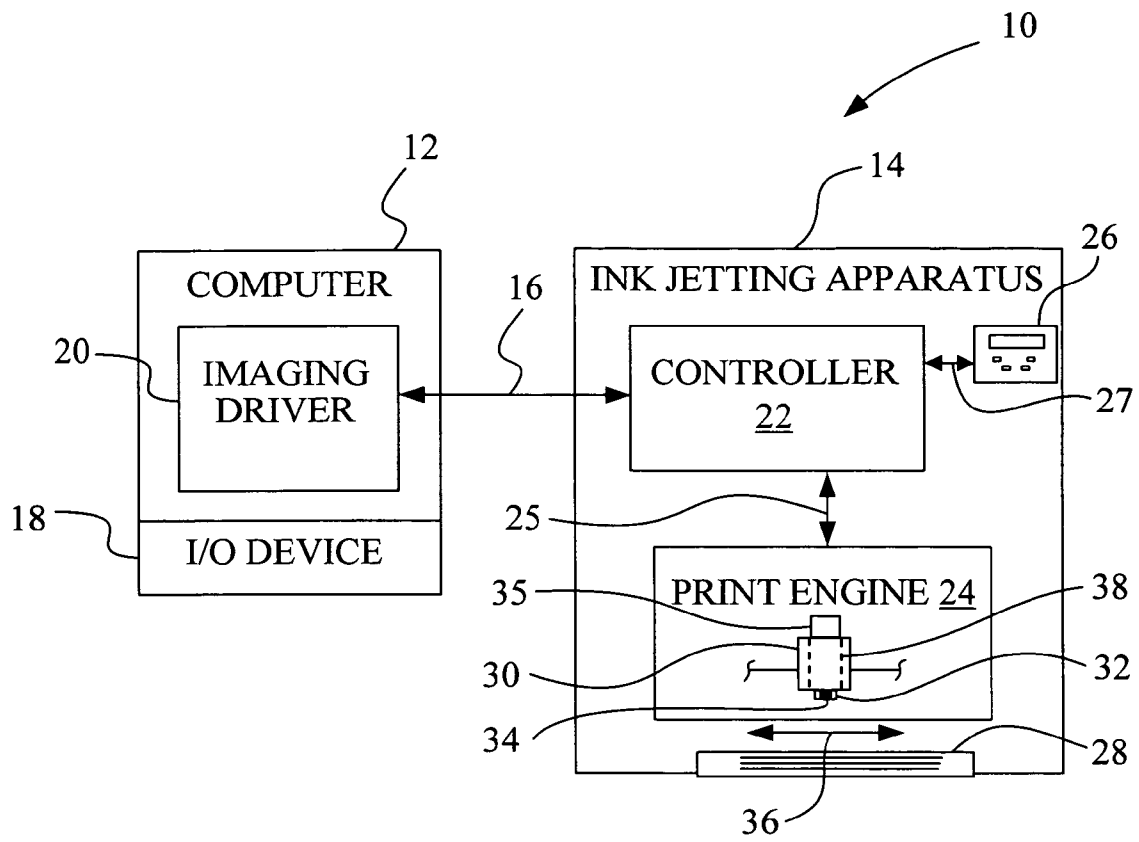 10
12
14
COMPUTER
16
INK JETTING APPARATUS
26
20
IMAGING
DRIVER
CONTROLLER
22
27
18
I/O DEVICE
25
35
PRINT ENGINE 24
38
30
32
34
28
36